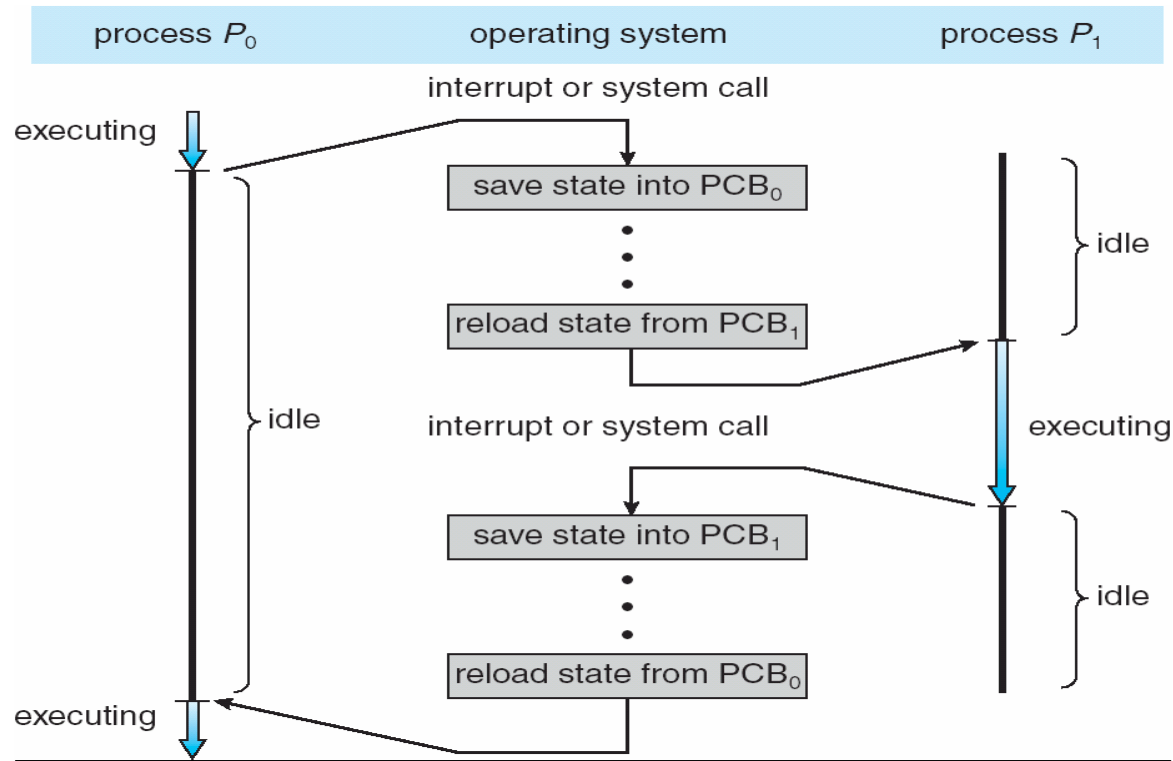 process P₀ operating system process P₁
interrupt or system call
executing
save state into PCB₀
idle
reload state from PCB₁
idle
interrupt or system call
executing
save state into PCB₁
idle
reload state from PCB₀
executing